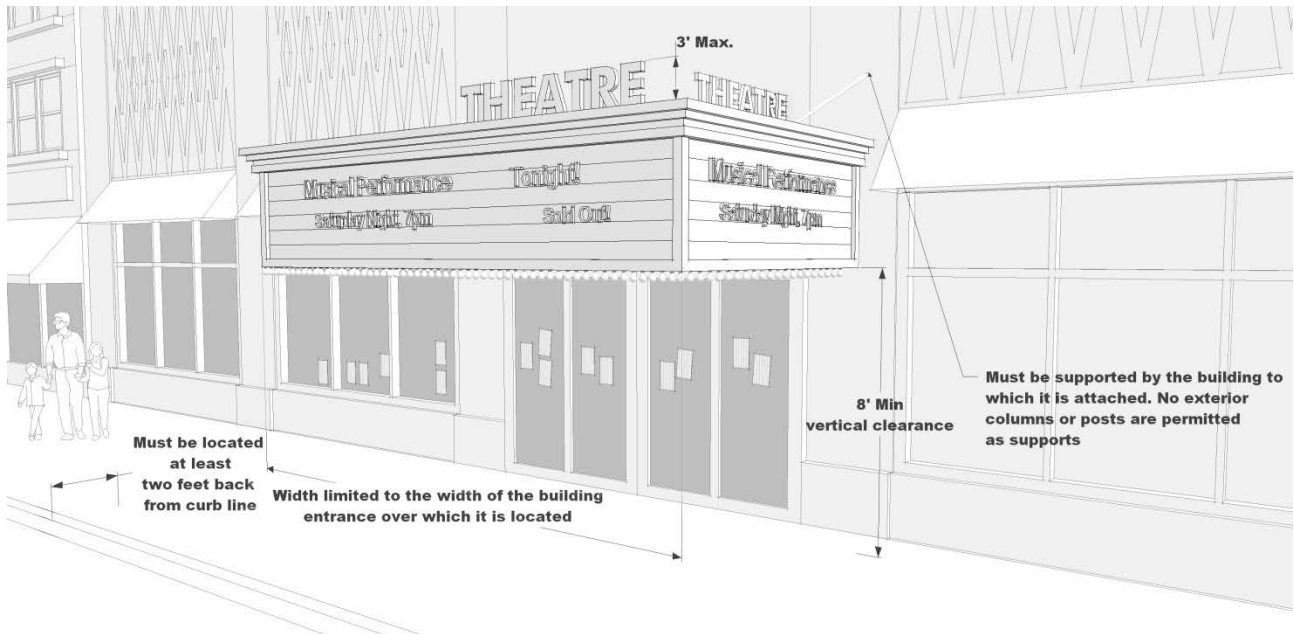 3' Max.
THEATRE
THEATRE
Musical Performance
Tonight!
Saturday Night, 7pm
Sold Out!
Musical Performance
Saturday Night, 7pm
Must be supported by the building to
which it is attached. No exterior
columns or posts are permitted
as supports
8' Min
vertical clearance
Must be located
at least
two feet back
from curb line
Width limited to the width of the building
entrance over which it is located